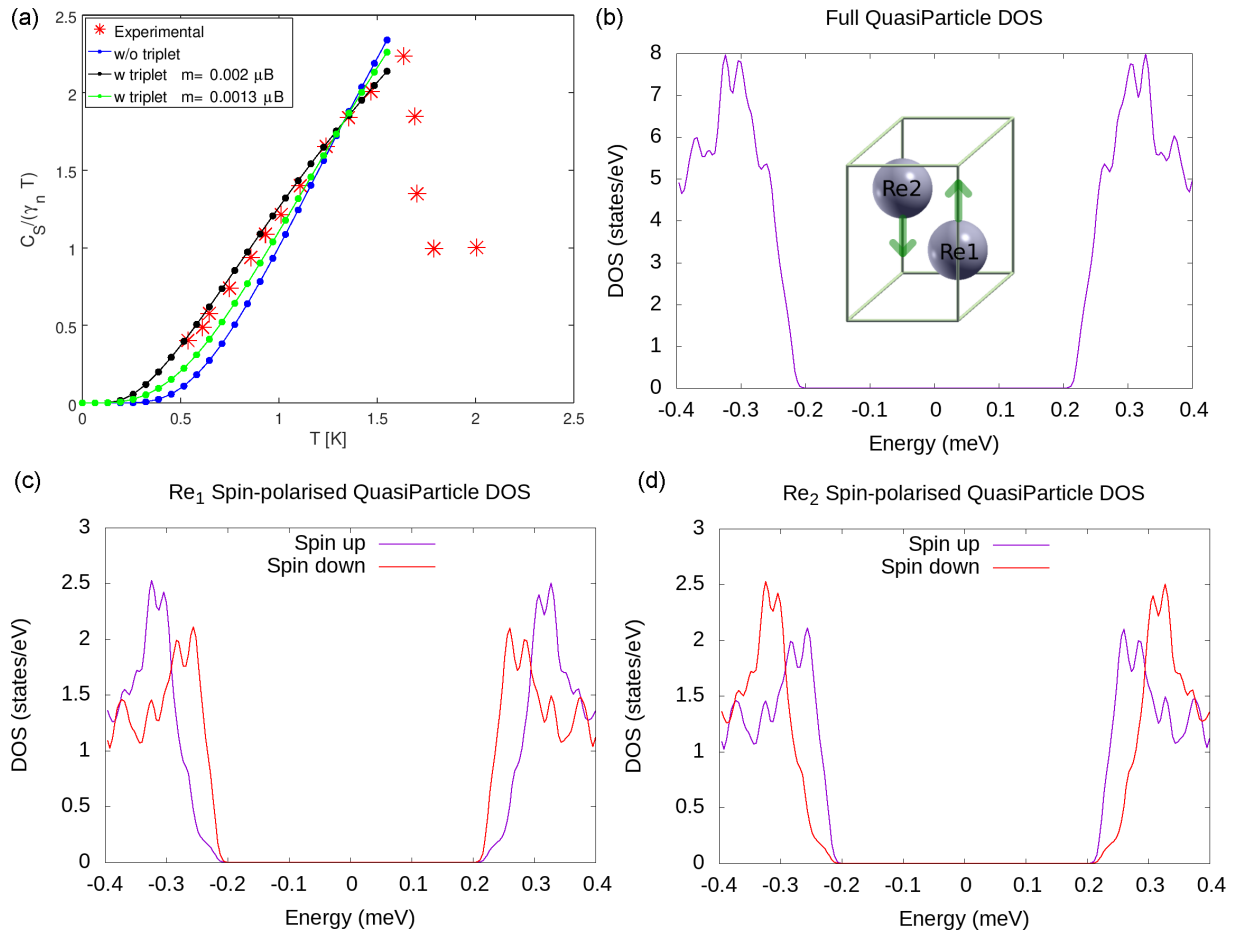 (a)
2.5
2
1.5
1
0.5
0
Experimental
w/o triplet
w triplet m= 0.002 μB
w triplet m= 0.0013 μB
C_S/(γ_n T)
0 0.5 1 1.5 2 2.5
T [K]
(b)
Full QuasiParticle DOS
8
7
6
5
4
3
2
1
0
DOS (states/eV)
Re2
Re1
-0.4 -0.3 -0.2 -0.1 0 0.1 0.2 0.3 0.4
Energy (meV)
(c)
Re₁ Spin-polarised QuasiParticle DOS
Spin up
Spin down
3
2.5
2
1.5
1
0.5
0
DOS (states/eV)
-0.4 -0.3 -0.2 -0.1 0 0.1 0.2 0.3 0.4
Energy (meV)
(d)
Re₂ Spin-polarised QuasiParticle DOS
Spin up
Spin down
3
2.5
2
1.5
1
0.5
0
DOS (states/eV)
-0.4 -0.3 -0.2 -0.1 0 0.1 0.2 0.3 0.4
Energy (meV)